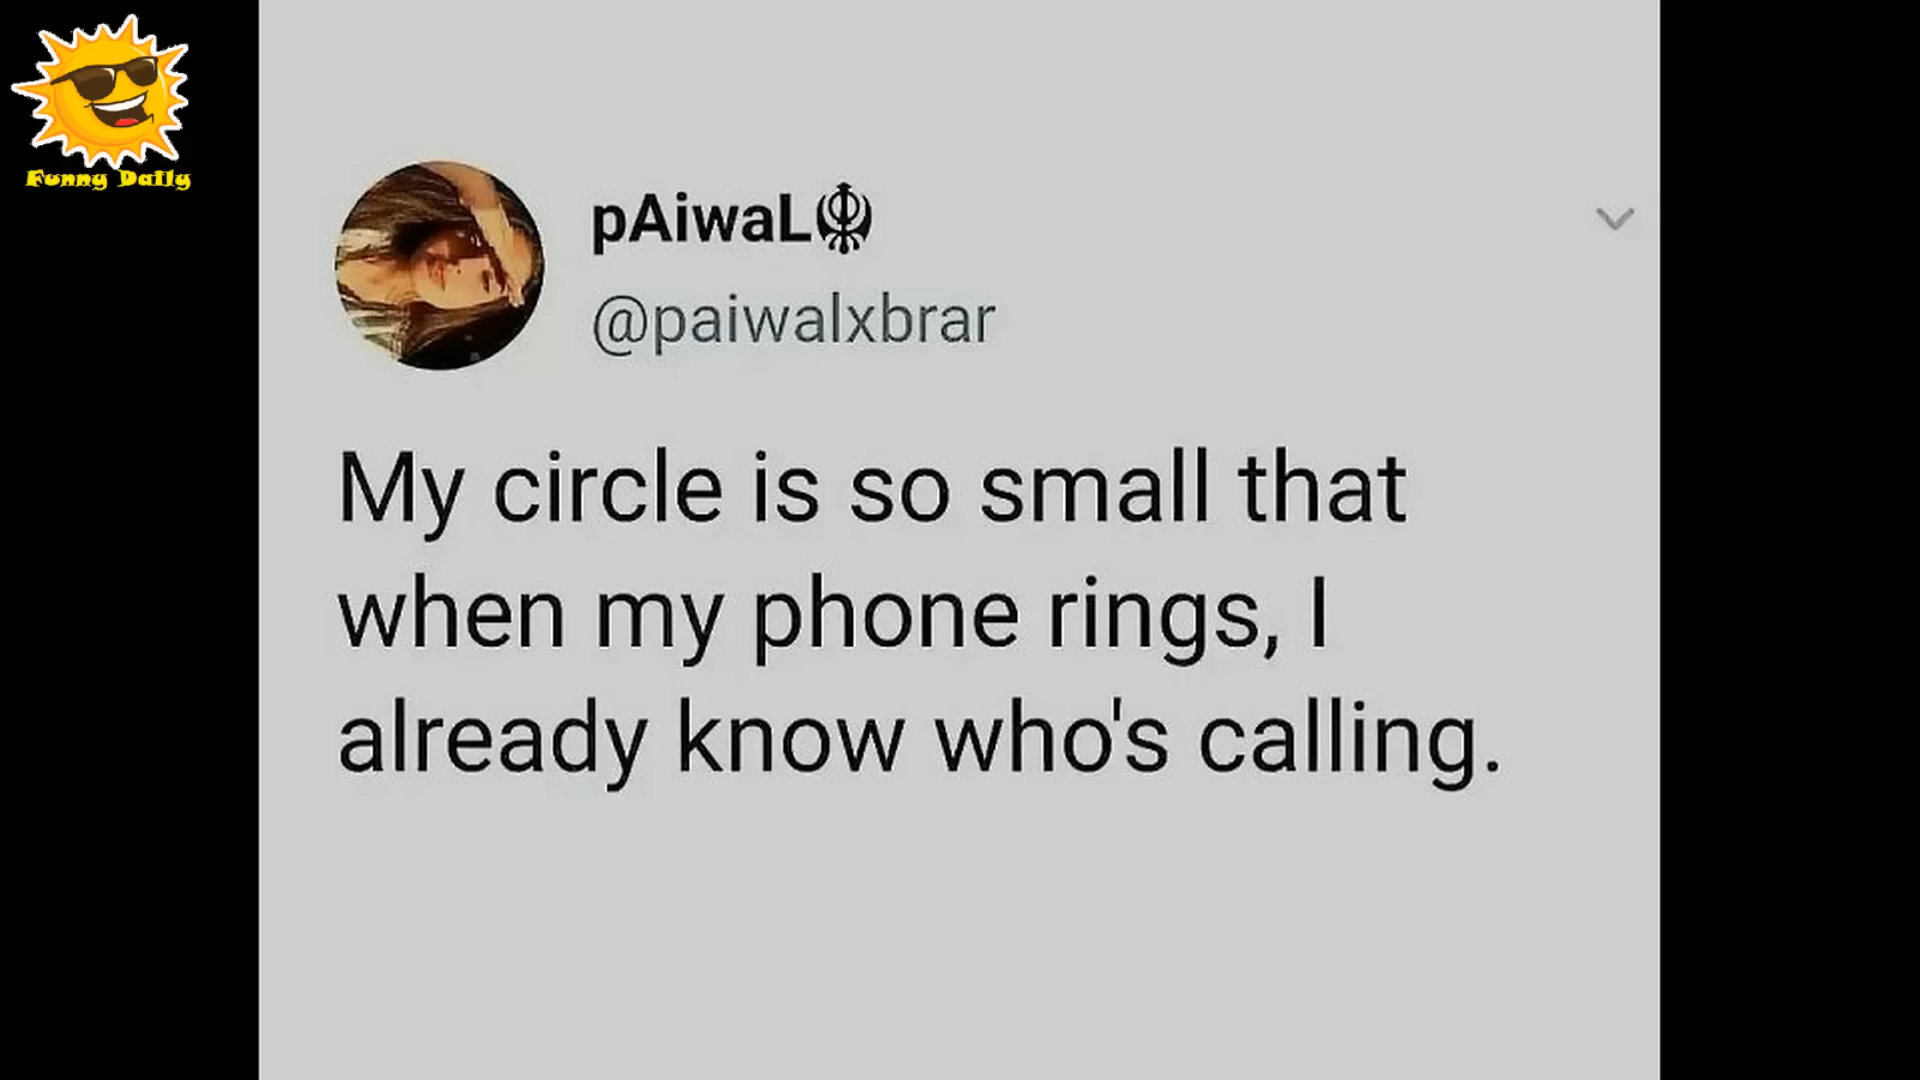 Funny Daily
pAiwaL☬
@paiwalxbrar
My circle is so small that
when my phone rings, I
already know who's calling.